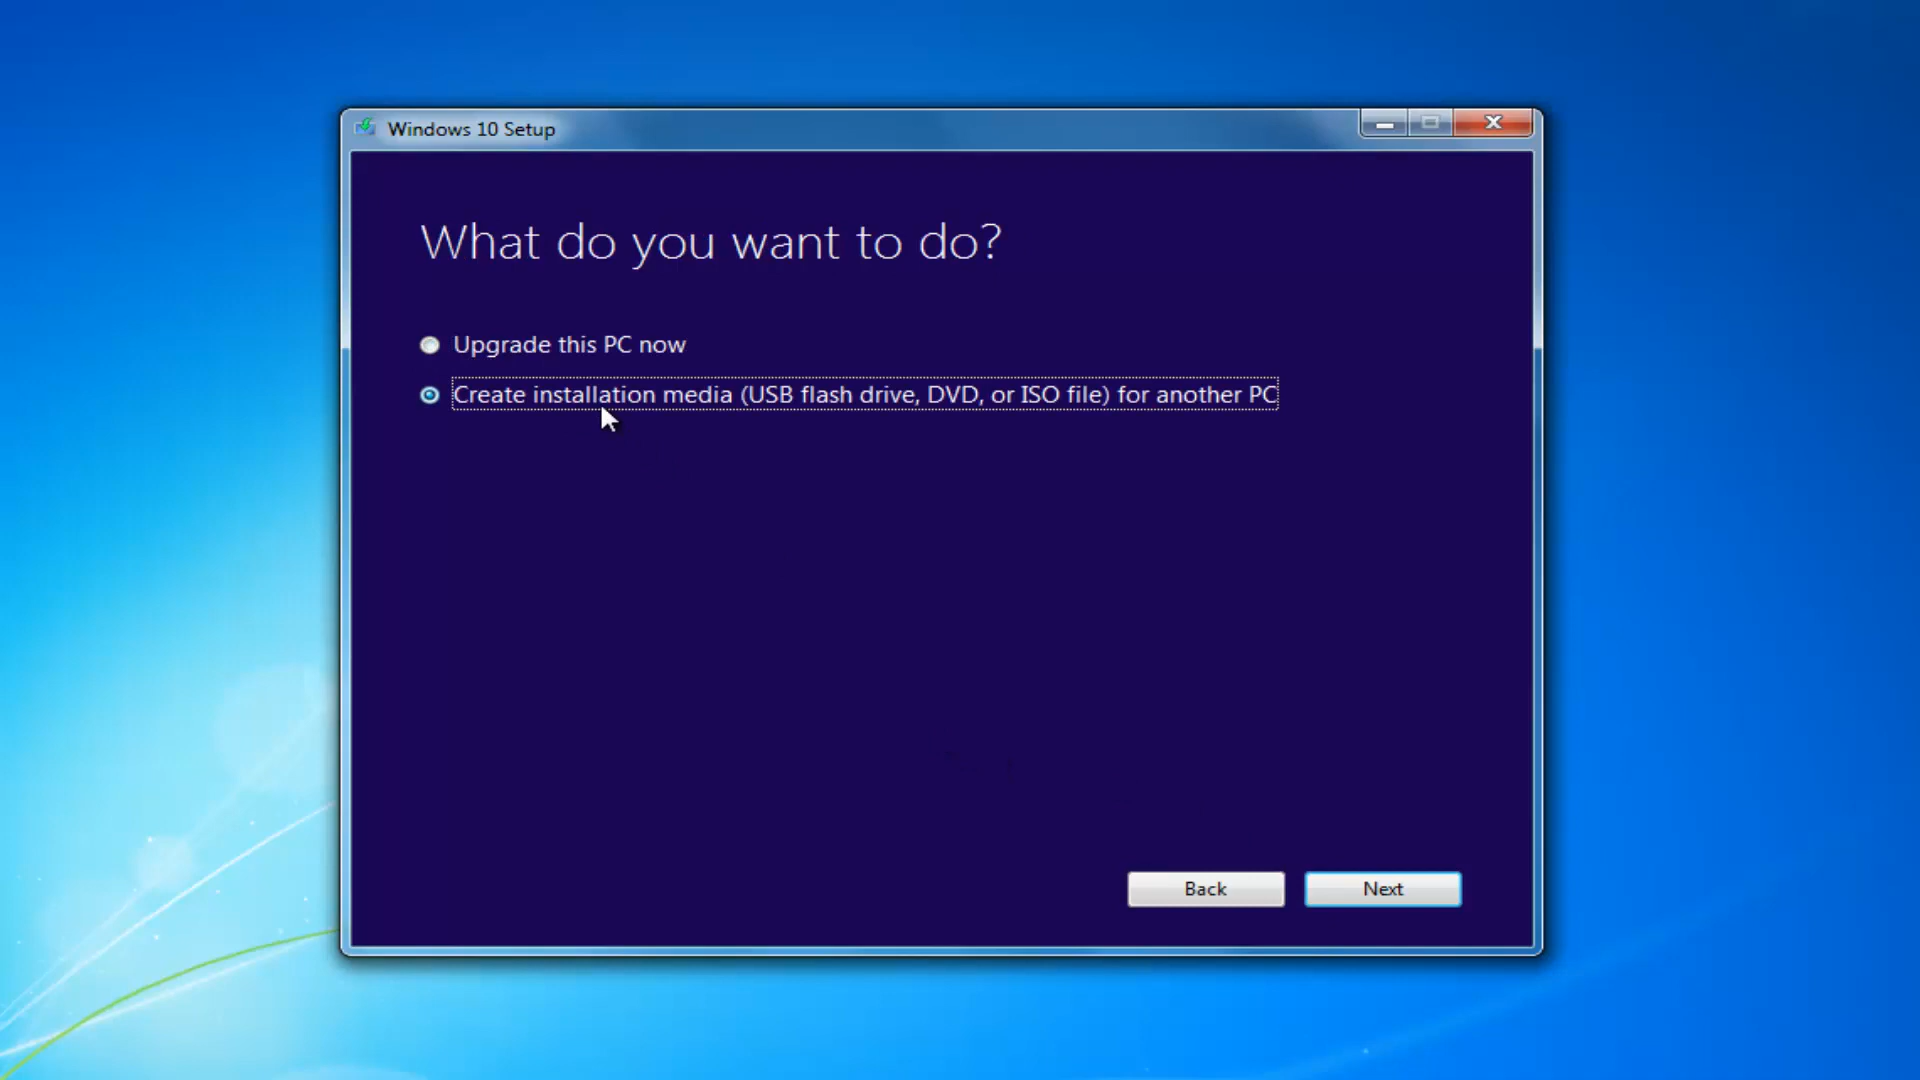 Windows 10 Setup
What do you want to do?
Upgrade this PC now
Create installation media (USB flash drive, DVD, or ISO file) for another PC
Back
Next